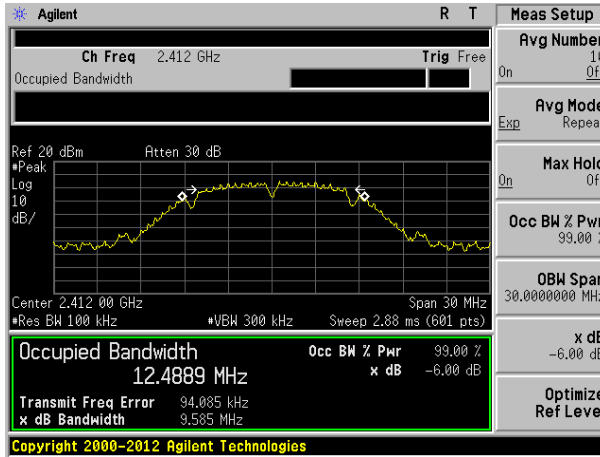 Agilent R T
Ch Freq 2.412 GHz Trig Free
Occupied Bandwidth
Ref 20 dBm Atten 30 dB
#Peak
Log
10
dB/
Center 2.412 00 GHz Span 30 MHz
#Res BW 100 kHz #VBW 300 kHz Sweep 2.88 ms (601 pts)
Occupied Bandwidth Occ BW % Pwr 99.00 %
12.4889 MHz x dB -6.00 dB
Transmit Freq Error 94.085 kHz
x dB Bandwidth 9.585 MHz
Copyright 2000-2012 Agilent Technologies
Meas Setup
Avg Number
On
Avg Mode
Exp Repea
Max Hold
On Of
Occ BW % Pwr
99.00 %
OBW Span
30.0000000 MHz
x dB
-6.00 dB
Optimize
Ref Leve